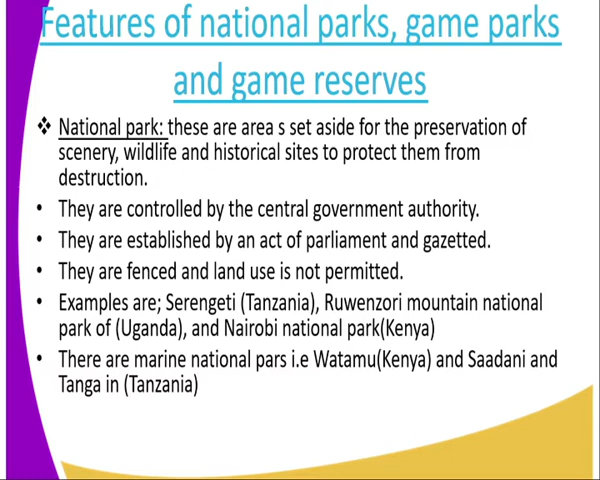 Features of national parks, game parks
and game reserves
❖ National park: these are area s set aside for the preservation of
scenery, wildlife and historical sites to protect them from
destruction.
• They are controlled by the central government authority.
• They are established by an act of parliament and gazetted.
• They are fenced and land use is not permitted.
• Examples are; Serengeti (Tanzania), Ruwenzori mountain national
park of (Uganda), and Nairobi national park(Kenya)
• There are marine national pars i.e Watamu(Kenya) and Saadani and
Tanga in (Tanzania)